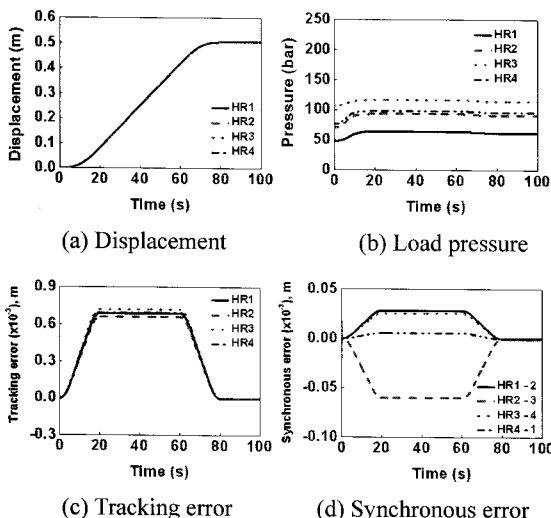 Displacement (m)
0.6
0.5
0.4
0.3
0.2
0.1
0.0
HR1
HR2
HR3
HR4
0 20 40 60 80 100
Time (s)
(a) Displacement
Pressure (bar)
250
200
150
100
50
0
HR1
HR2
HR3
HR4
0 20 40 60 80 100
Time (s)
(b) Load pressure
Tracking error (x10-3), m
0.9
0.6
0.3
0.0
-0.3
HR1
HR2
HR3
HR4
0 20 40 60 80 100
Time (s)
(c) Tracking error
Synchronous error (x10-3), m
0.05
0.00
-0.05
-0.10
HR1 - 2
HR2 - 3
HR3 - 4
HR4 - 1
0 20 40 60 80 100
Time (s)
(d) Synchronous error